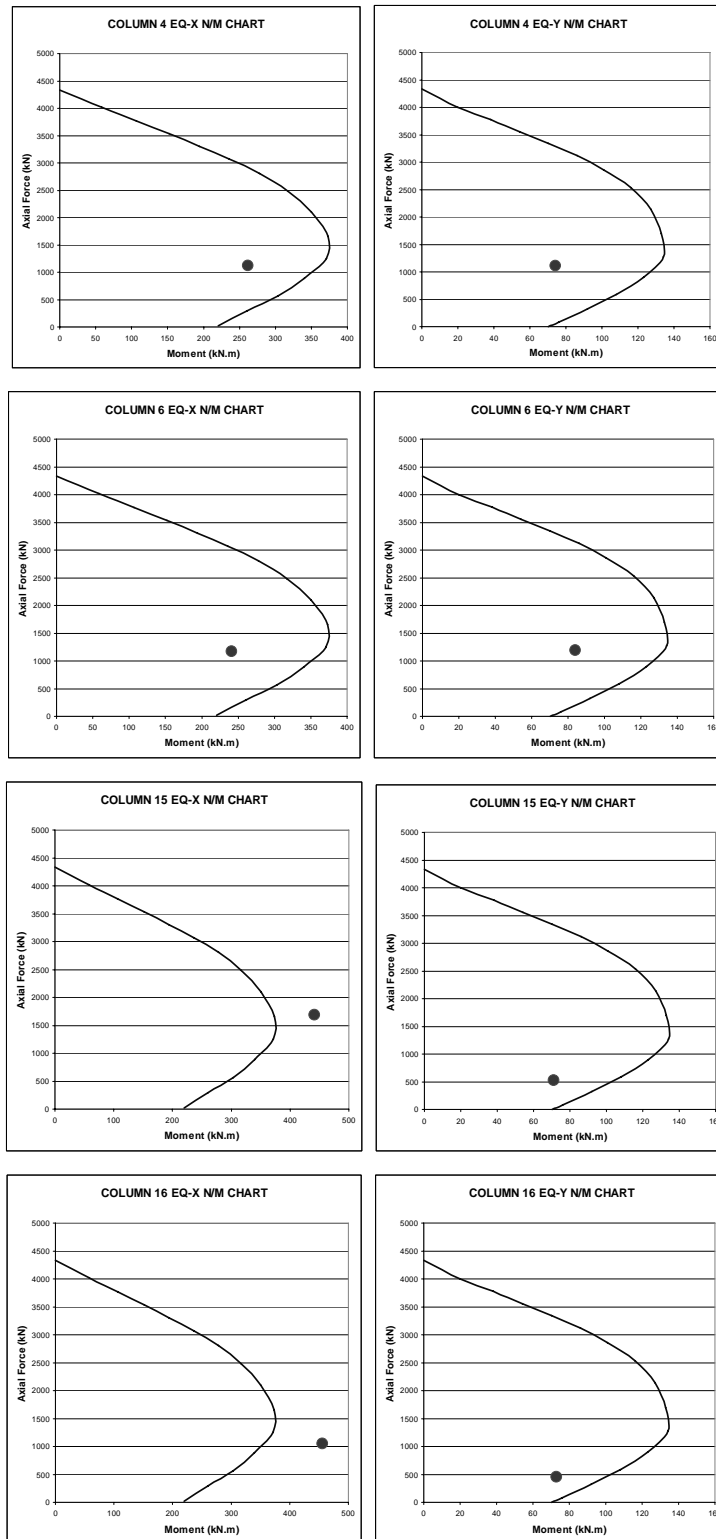 COLUMN 4 EQ-X N/M CHART
5000
4500
4000
3500
3000
2500
2000
1500
1000
500
0
Axial Force (kN)
0 50 100 150 200 250 300 350 400
Moment (kN.m)
COLUMN 4 EQ-Y N/M CHART
5000
4500
4000
3500
3000
2500
2000
1500
1000
500
0
Axial Force (kN)
0 20 40 60 80 100 120 140 160
Moment (kN.m)
COLUMN 6 EQ-X N/M CHART
5000
4500
4000
3500
3000
2500
2000
1500
1000
500
0
Axial Force (kN)
0 50 100 150 200 250 300 350 400
Moment (kN.m)
COLUMN 6 EQ-Y N/M CHART
5000
4500
4000
3500
3000
2500
2000
1500
1000
500
0
Axial Force (kN)
0 20 40 60 80 100 120 140 160
Moment (kN.m)
COLUMN 15 EQ-X N/M CHART
5000
4500
4000
3500
3000
2500
2000
1500
1000
500
0
Axial Force (kN)
0 100 200 300 400 500
Moment (kN.m)
COLUMN 15 EQ-Y N/M CHART
5000
4500
4000
3500
3000
2500
2000
1500
1000
500
0
Axial Force (kN)
0 20 40 60 80 100 120 140 160
Moment (kN.m)
COLUMN 16 EQ-X N/M CHART
5000
4500
4000
3500
3000
2500
2000
1500
1000
500
0
Axial Force (kN)
0 100 200 300 400 500
Moment (kN.m)
COLUMN 16 EQ-Y N/M CHART
5000
4500
4000
3500
3000
2500
2000
1500
1000
500
0
Axial Force (kN)
0 20 40 60 80 100 120 140 160
Moment (kN.m)